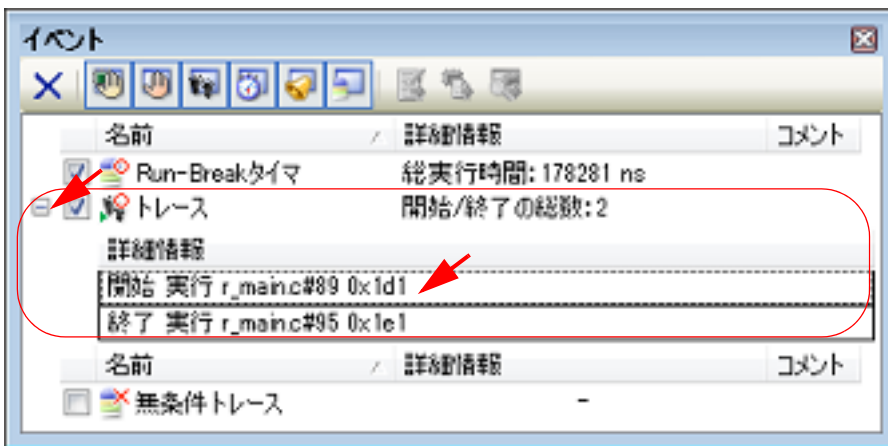 イベント
名前 詳細情報 コメント
Run-Breakタイマ 総実行時間: 178281 ns
トレース 開始/終了の総数: 2
詳細情報
開始 実行 r_main.c#89 0x1d1
終了 実行 r_main.c#95 0x1e1
名前 詳細情報 コメント
無条件トレース -